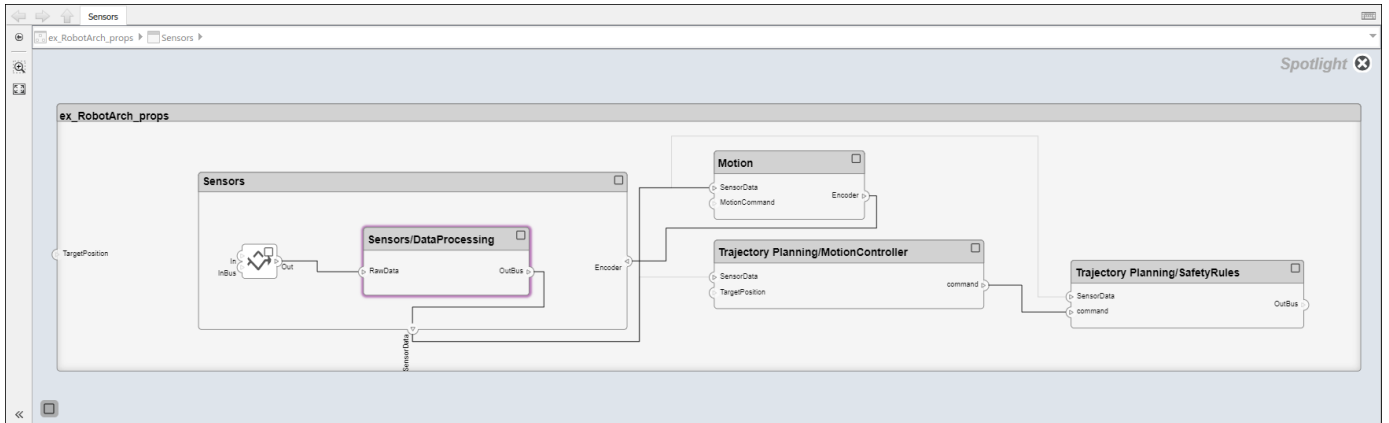 Sensors
ex_RobotArch_props
Sensors
Spotlight
ex_RobotArch_props
TargetPosition
Sensors
In
InBus
Out
Sensors/DataProcessing
RawData
OutBus
Encoder
SensorData
Motion
SensorData
MotionCommand
Encoder
Trajectory Planning/MotionController
SensorData
TargetPosition
command
Trajectory Planning/SafetyRules
SensorData
command
OutBus